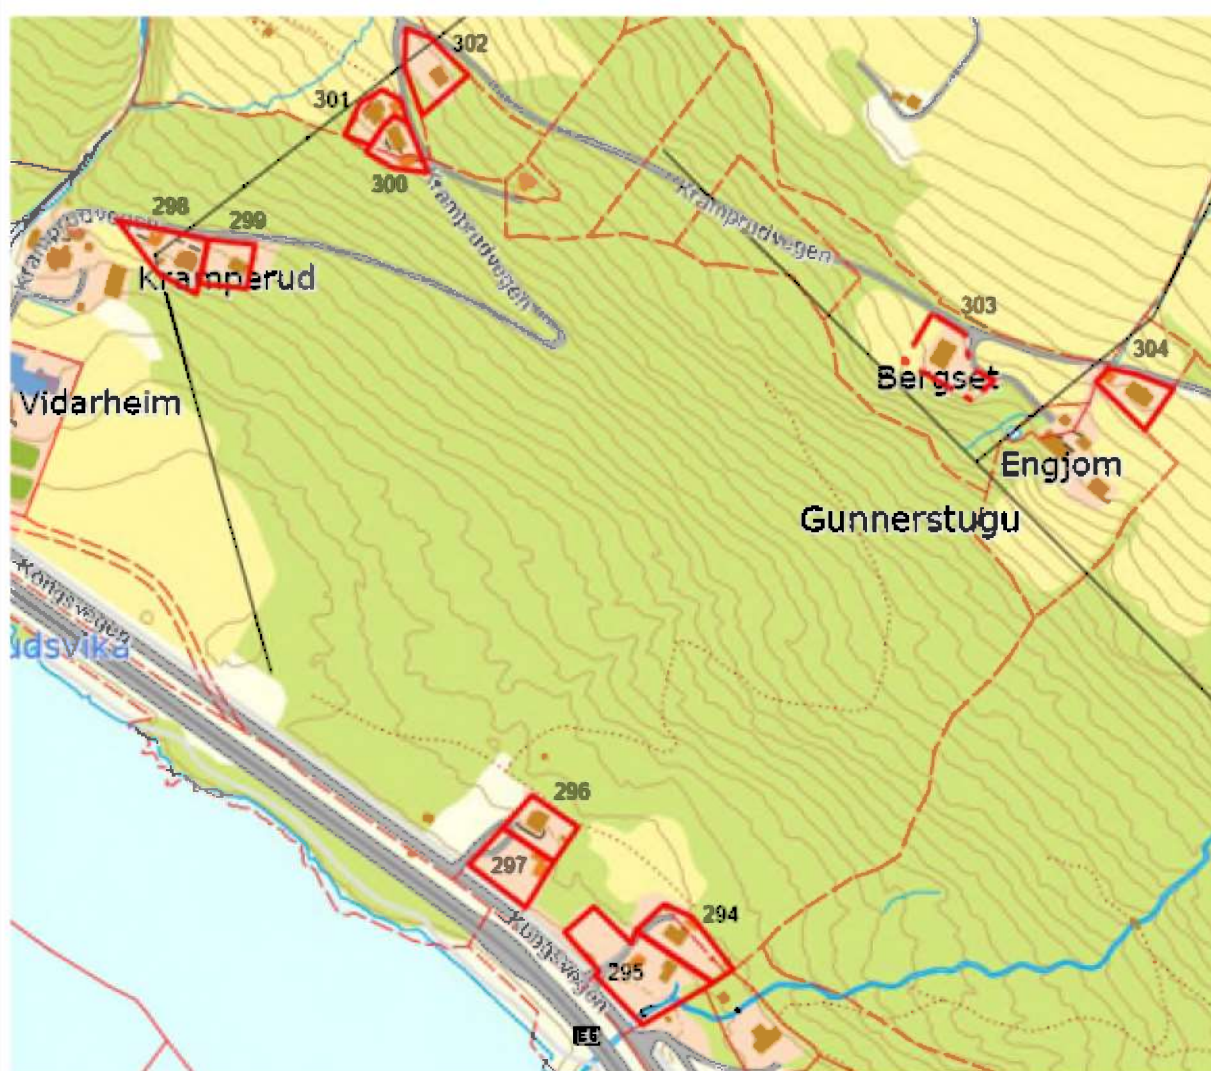 302
301
300
Kramprudvegen
Kramprudvegen
298
299
Kramprudvegen
Kramperud
303
304
Bergset
Vidarheim
Engjom
Gunnerstugu
Kongsvegen
udsvika
296
297
294
Kongsvegen
295
E6